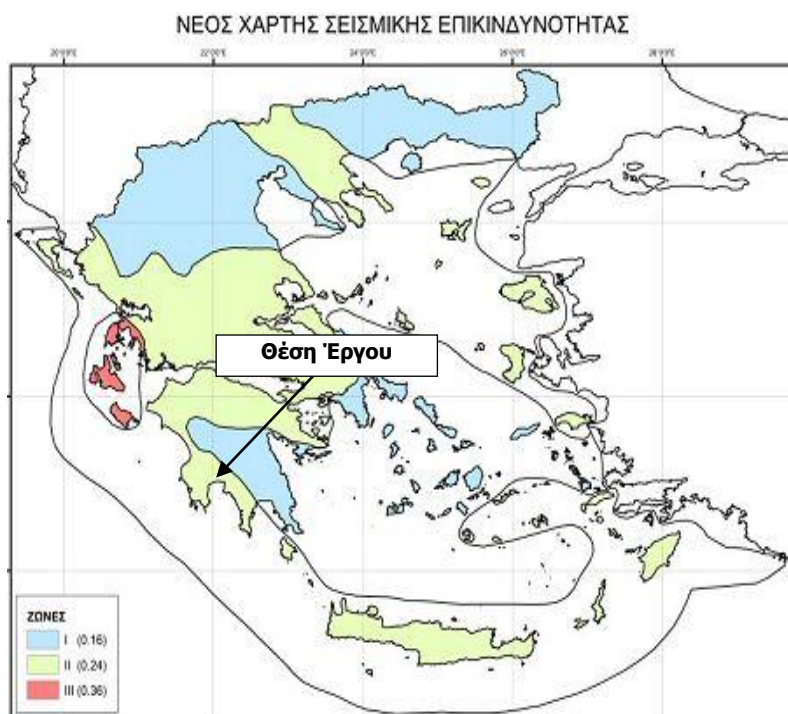 ΝΕΟΣ ΧΑΡΤΗΣ ΣΕΙΣΜΙΚΗΣ ΕΠΙΚΙΝΔΥΝΟΤΗΤΑΣ
Θέση Έργου
ΖΩΝΕΣ
I (0.16)
II (0.24)
III (0.36)